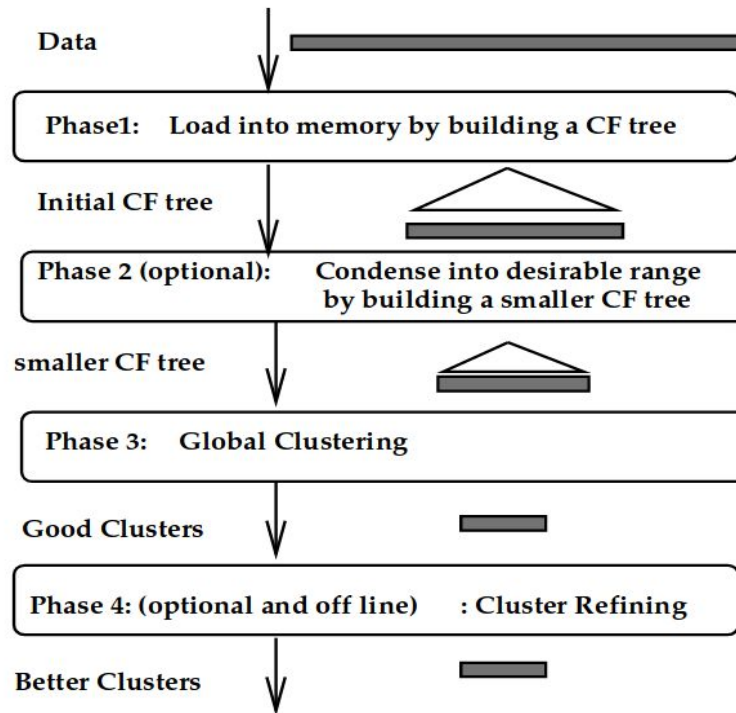 Data
Phase1: Load into memory by building a CF tree
Initial CF tree
Phase 2 (optional): Condense into desirable range
by building a smaller CF tree
smaller CF tree
Phase 3: Global Clustering
Good Clusters
Phase 4: (optional and off line) : Cluster Refining
Better Clusters